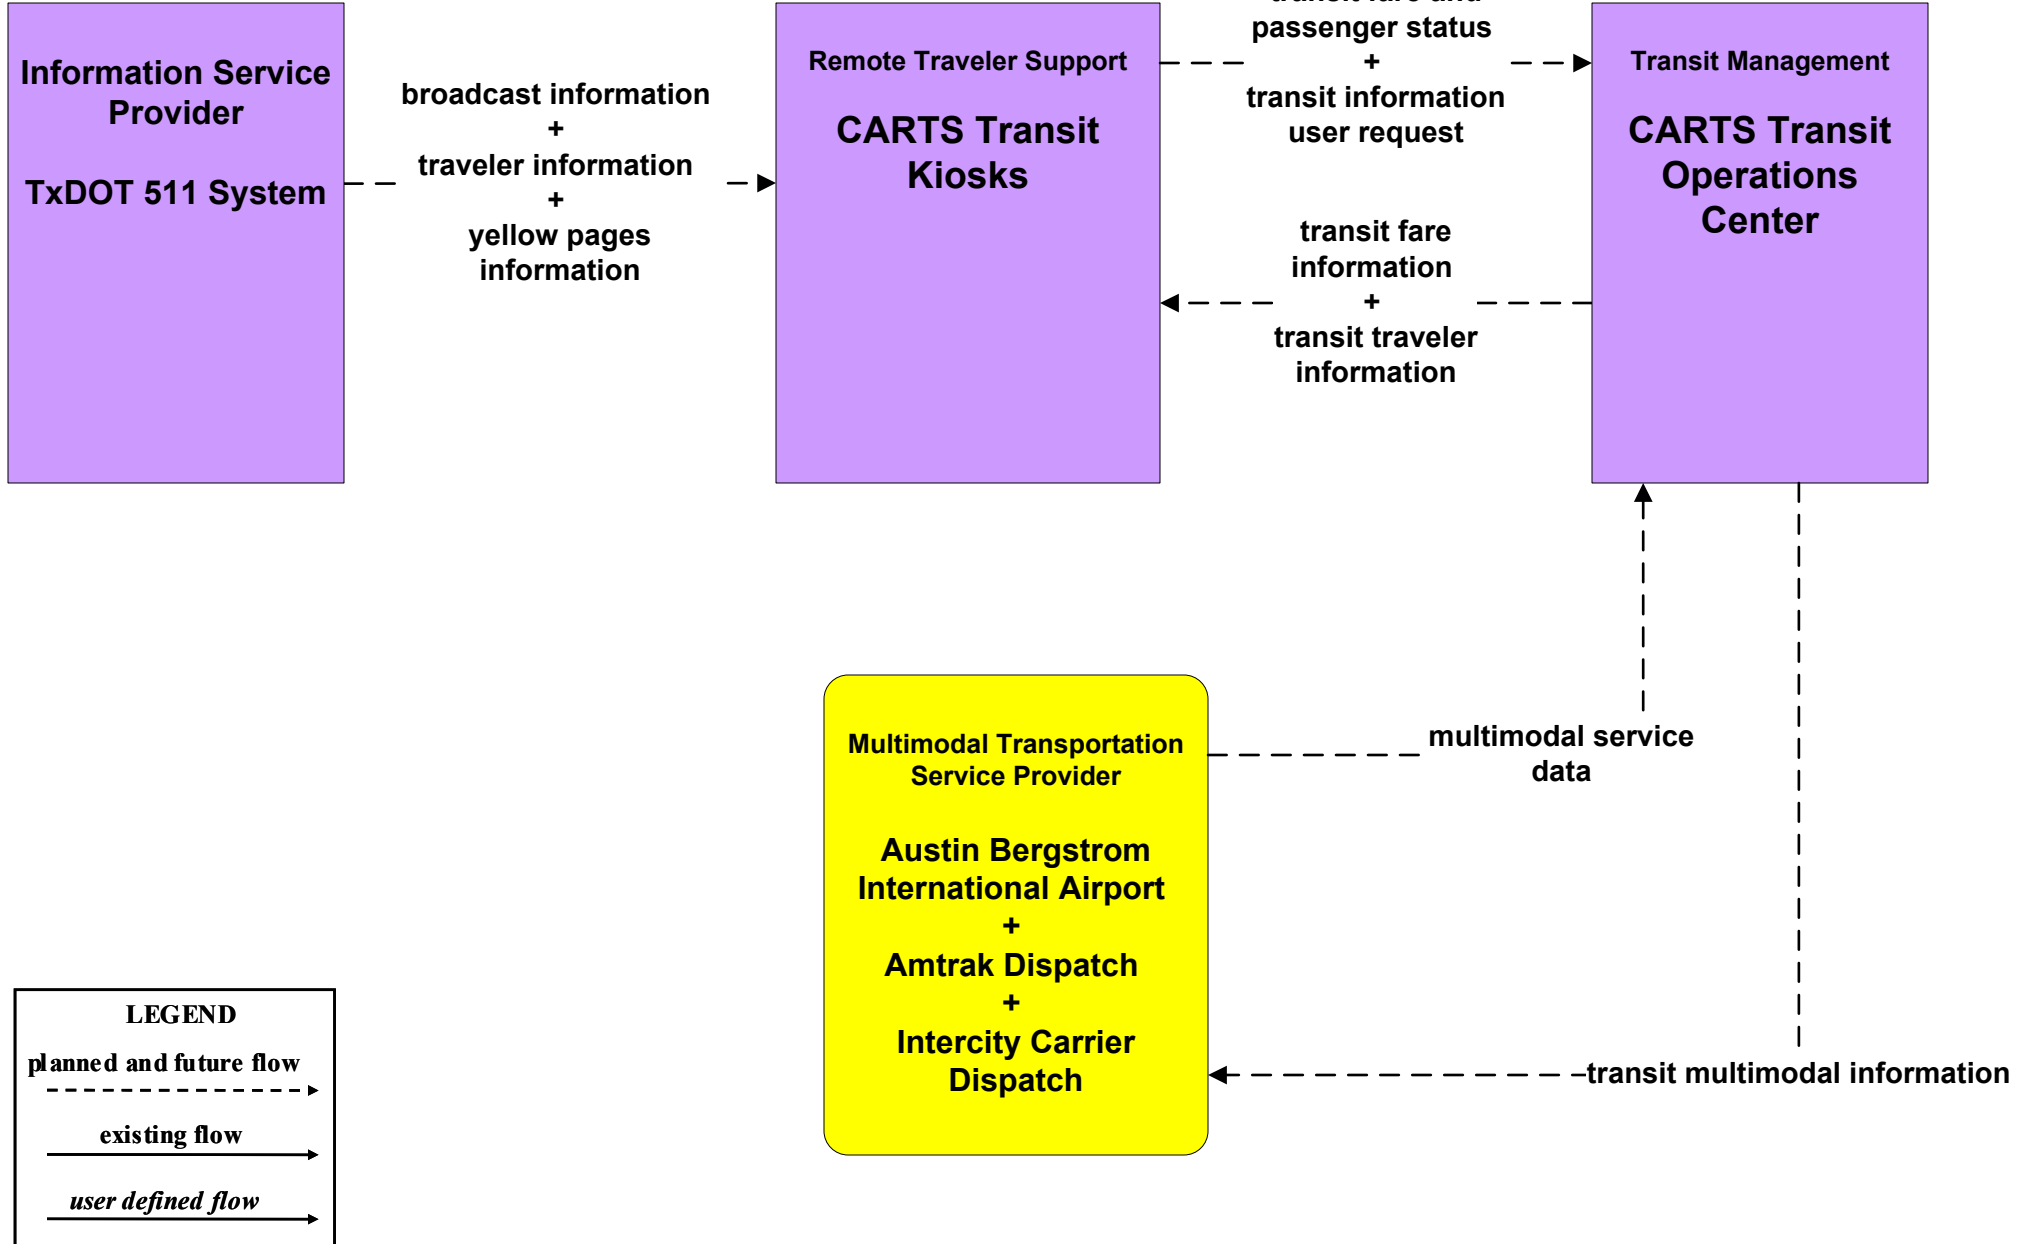 Information Service
Provider
TxDOT 511 System
broadcast information
+
traveler information
+
yellow pages
information
Remote Traveler Support
CARTS Transit
Kiosks
transit fare and
passenger status
+
transit information
user request
transit fare
information
+
transit traveler
information
Transit Management
CARTS Transit
Operations
Center
Multimodal Transportation
Service Provider
Austin Bergstrom
International Airport
+
Amtrak Dispatch
+
Intercity Carrier
Dispatch
multimodal service
data
transit multimodal information
LEGEND
planned and future flow
existing flow
user defined flow